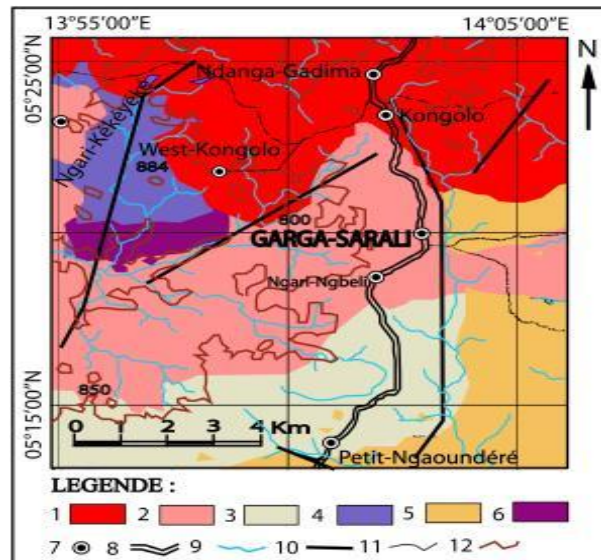 13°55'00"E 14°05'00"E
N
05°25'00"N
Ndanga-Gadima
Kongolo
Ngari-Kékéyéké
West-Kongolo
884
800
GARGA-SARALI
Ngari-Ngbeli
850
05°15'00"N
0 1 2 3 4 Km
Petit-Ngaoundéré
LEGENDE :
1 2 3 4 5 6
7 8 9 10 11 12